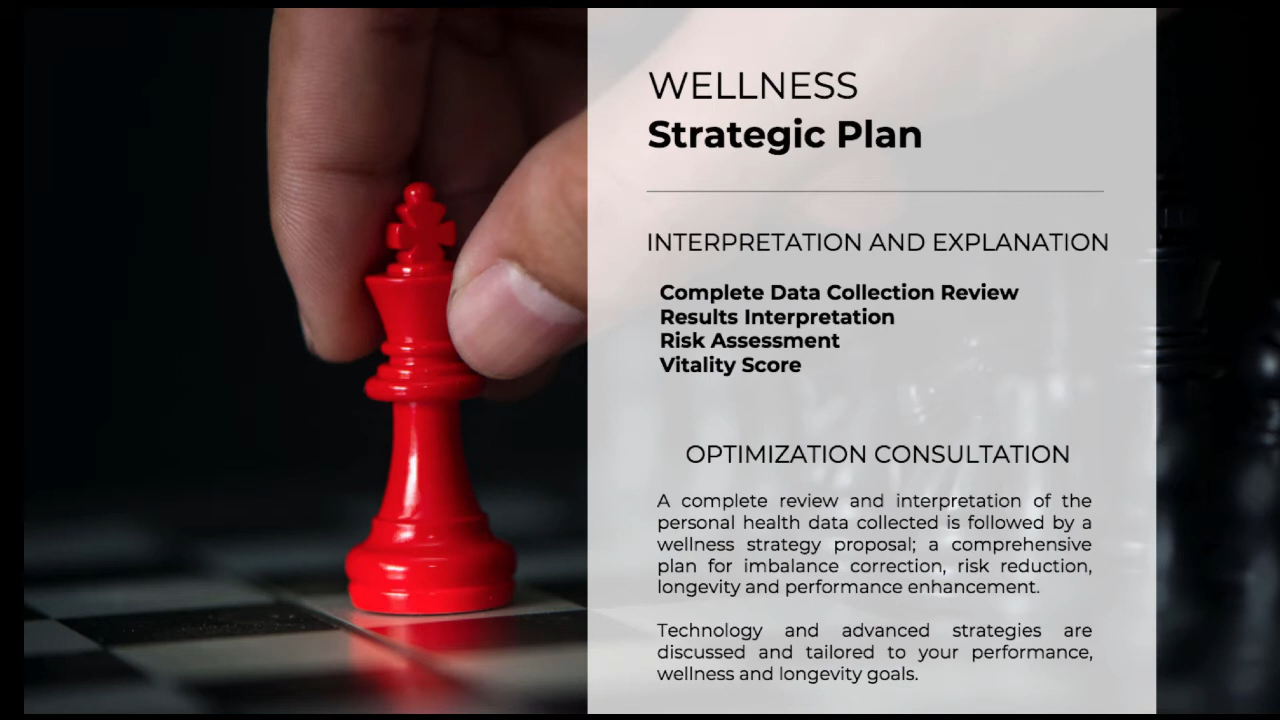 WELLNESS
Strategic Plan
INTERPRETATION AND EXPLANATION
Complete Data Collection Review
Results Interpretation
Risk Assessment
Vitality Score
OPTIMIZATION CONSULTATION
A complete review and interpretation of the
personal health data collected is followed by a
wellness strategy proposal; a comprehensive
plan for imbalance correction, risk reduction,
longevity and performance enhancement.
Technology and advanced strategies are
discussed and tailored to your performance,
wellness and longevity goals.